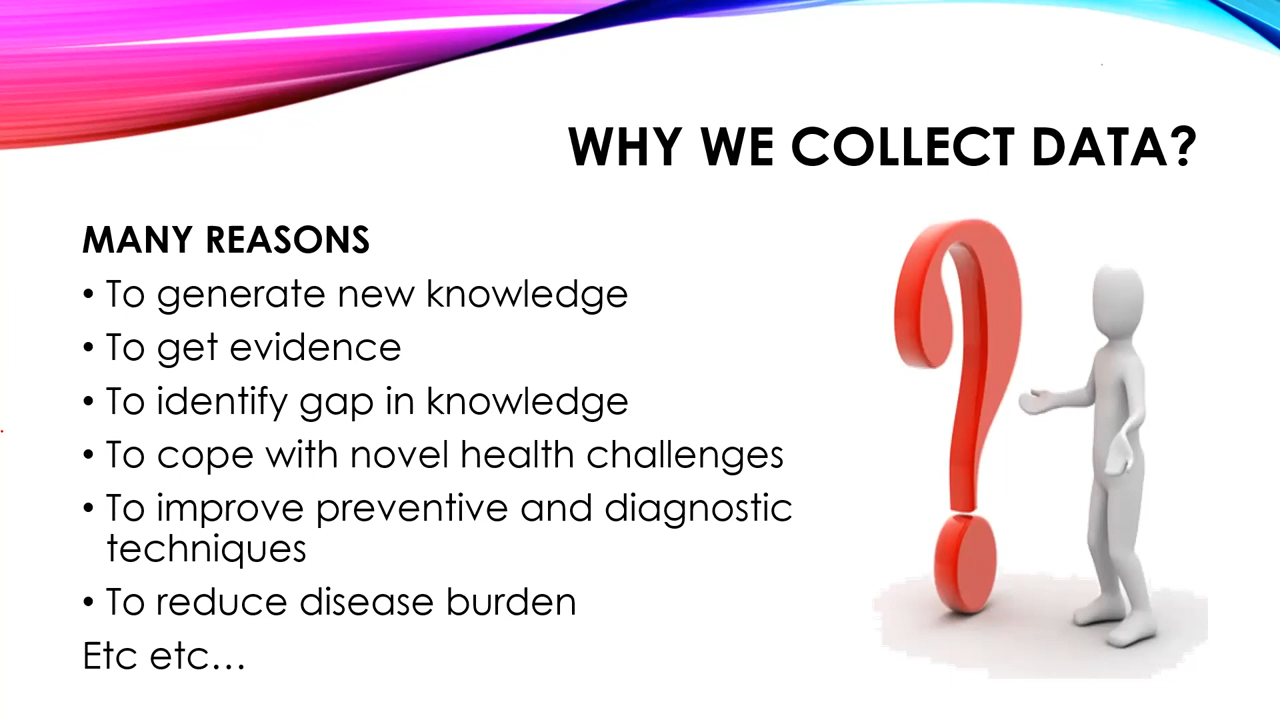 WHY WE COLLECT DATA?
MANY REASONS
• To generate new knowledge
• To get evidence
• To identify gap in knowledge
• To cope with novel health challenges
• To improve preventive and diagnostic
techniques
• To reduce disease burden
Etc etc…